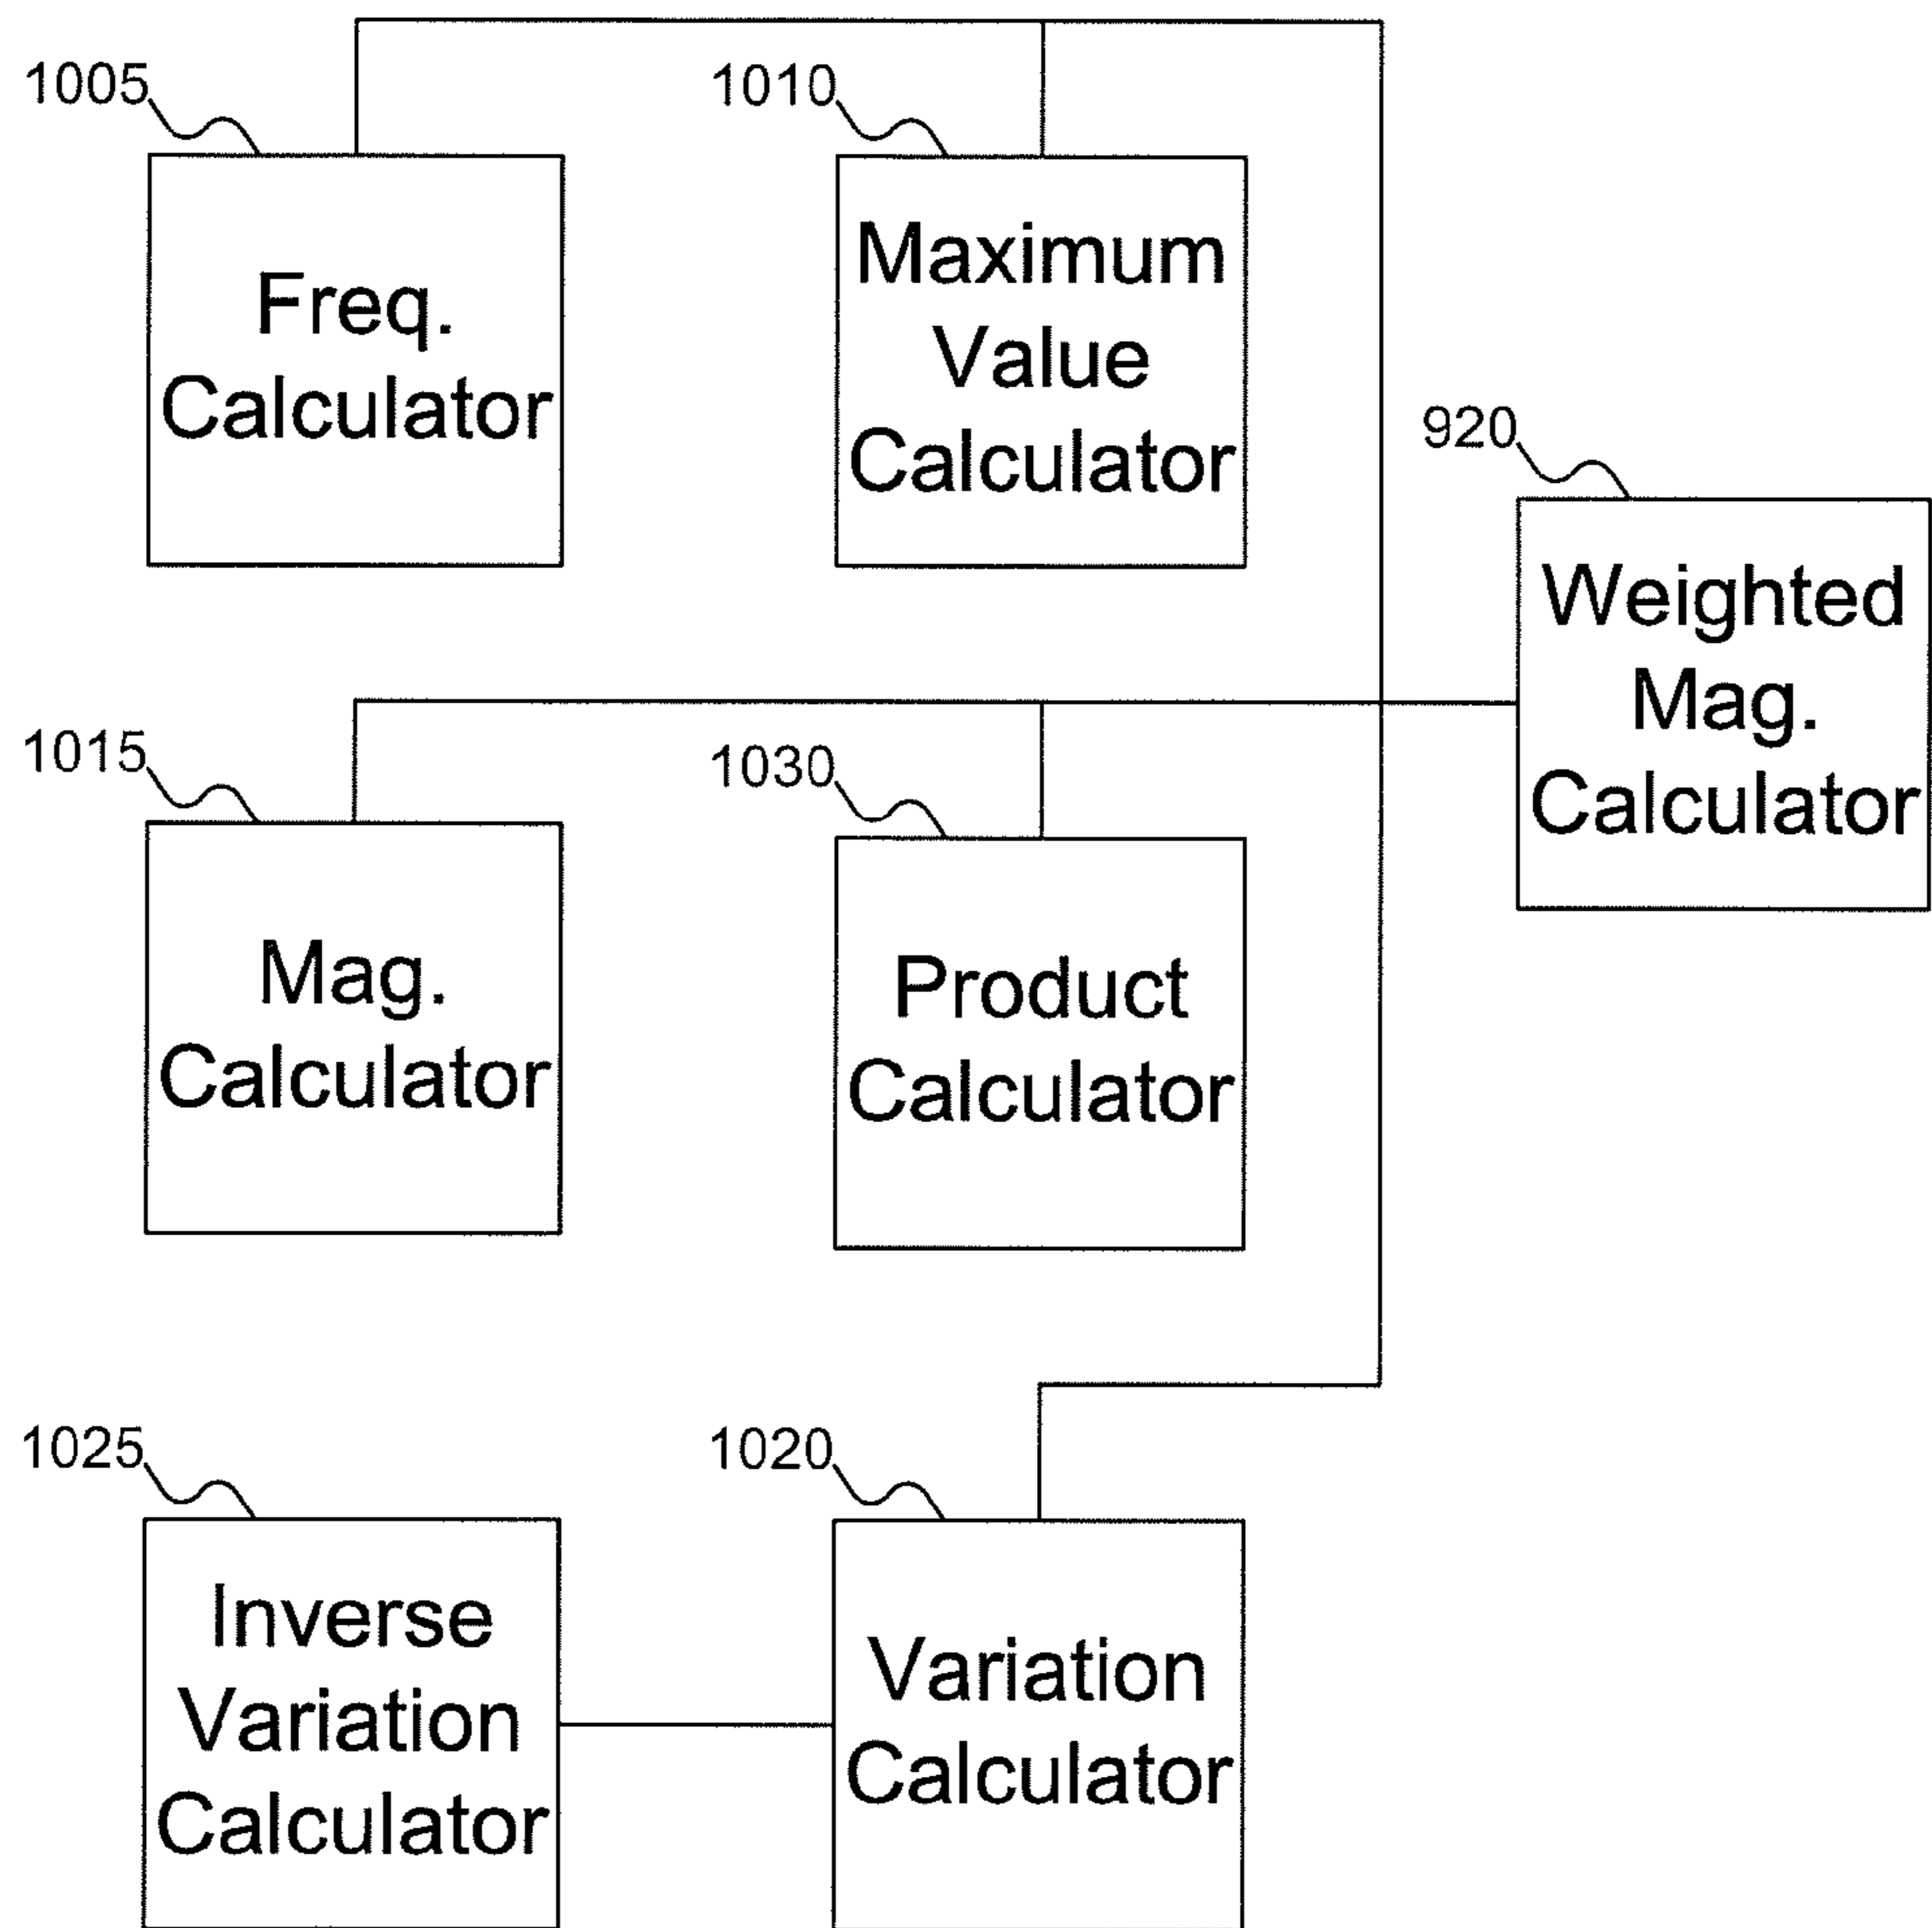 1005
Freq.
Calculator
1010
Maximum
Value
Calculator
920
Weighted
Mag.
Calculator
1015
Mag.
Calculator
1030
Product
Calculator
1025
Inverse
Variation
Calculator
1020
Variation
Calculator